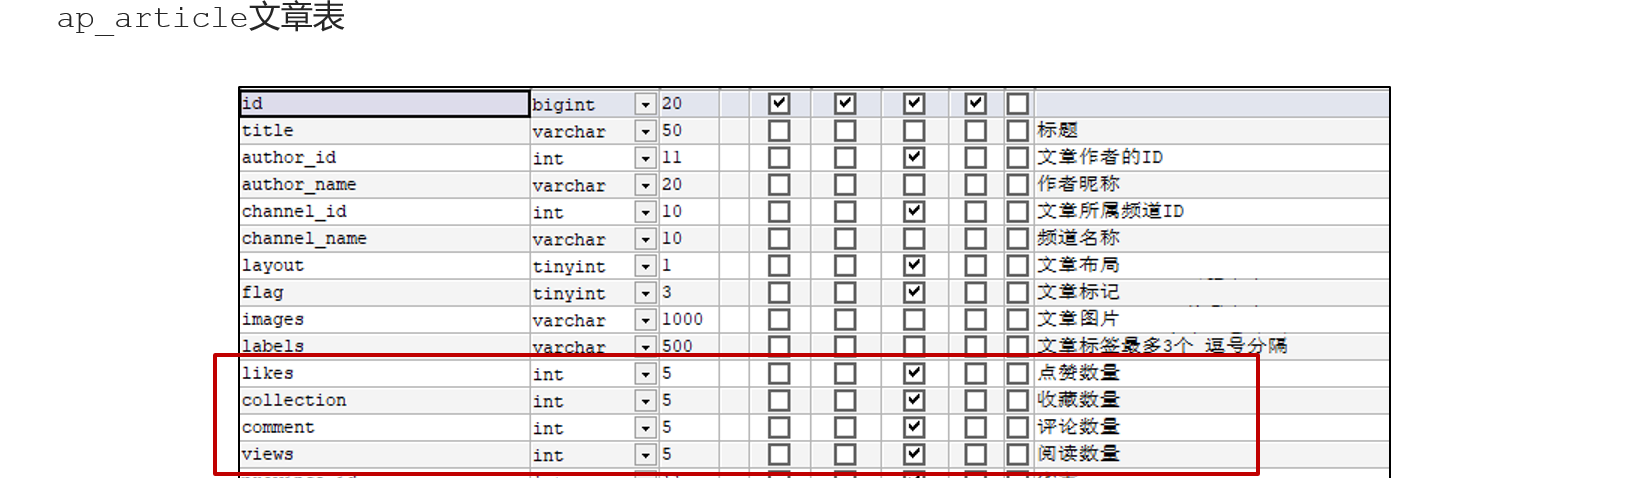 ap_article文章表
id bigint 20
title varchar 50 标题
author_id int 11 文章作者的ID
author_name varchar 20 作者昵称
channel_id int 10 文章所属频道ID
channel_name varchar 10 频道名称
layout tinyint 1 文章布局
flag tinyint 3 文章标记
images varchar 1000 文章图片
labels varchar 500 文章标签最多3个 逗号分隔
likes int 5 点赞数量
collection int 5 收藏数量
comment int 5 评论数量
views int 5 阅读数量